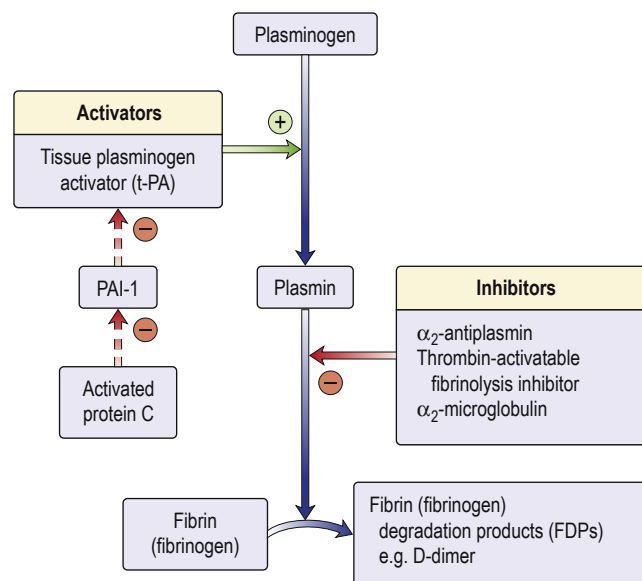 Plasminogen
Activators
Tissue plasminogen
activator (t-PA)
+
−
PAI-1
−
Activated
protein C
Plasmin
Inhibitors
α₂-antiplasmin
Thrombin-activatable
fibrinolysis inhibitor
α₂-microglobulin
−
Fibrin
(fibrinogen)
Fibrin (fibrinogen)
degradation products (FDPs)
e.g. D-dimer